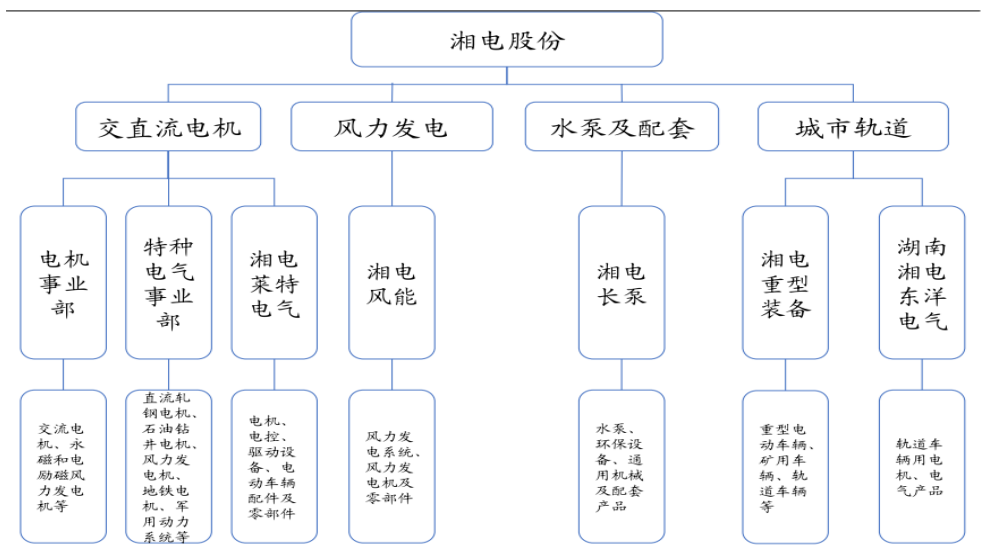 湘电股份
交直流电机
风力发电
水泵及配套
城市轨道
电机
事业
部
特种
电气
事业
部
湘电
莱特
电气
湘电
风能
湘电
长泵
湘电
重型
装备
湖南
湘电
东洋
电气
交流电
机、永
磁和电
励磁风
力发电
机等
直流轧
钢电机、
石油钻
井电机、
风力发
电机、
地铁电
机、军
用动力
系统等
电机、
电控、
驱动设
备、电
动车辆
配件及
零部件
风力发
电系统、
风力发
电机及
零部件
水泵、
环保设
备、通
用机械
及配套
产品
重型电
动车辆、
矿用车
辆、轨
道车辆
等
轨道车
辆用电
机、电
气产品